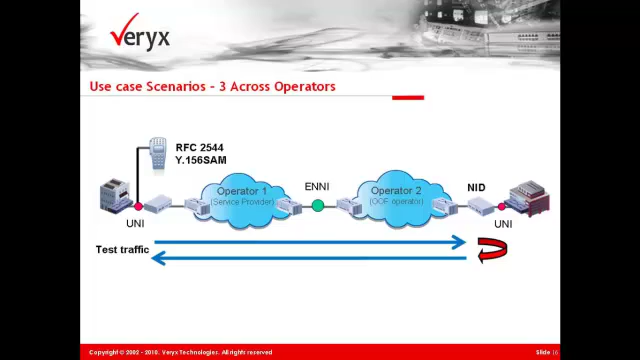 veryx
Use case Scenarios - 3 Across Operators
RFC 2544
Y.156SAM
Operator 1
(Service Provider)
ENNI
Operator 2
(OOF operator)
NID
UNI
UNI
Test traffic
Copyright © 2002 - 2010. Veryx Technologies. All rights reserved
Slide |6